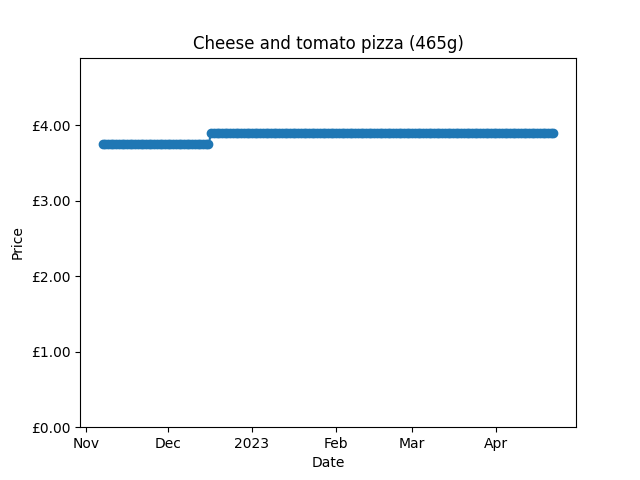 Cheese and tomato pizza (465g)
£4.00
£3.00
£2.00
£1.00
£0.00
Price
Nov Dec 2023 Feb Mar Apr
Date